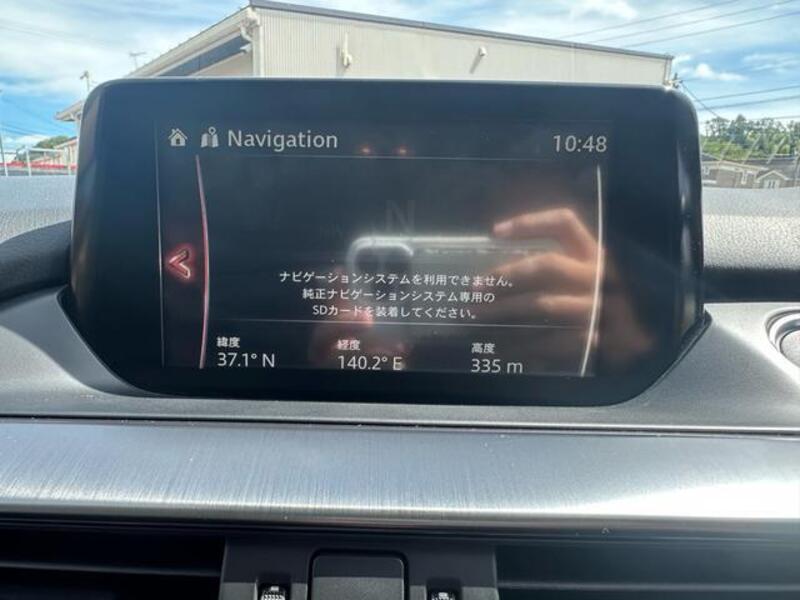 Navigation
10:48
N
ナビゲーションシステムを利用できません。
純正ナビゲーションシステム専用の
SDカードを装着してください。
緯度 経度 高度
37.1° N 140.2° E 335 m